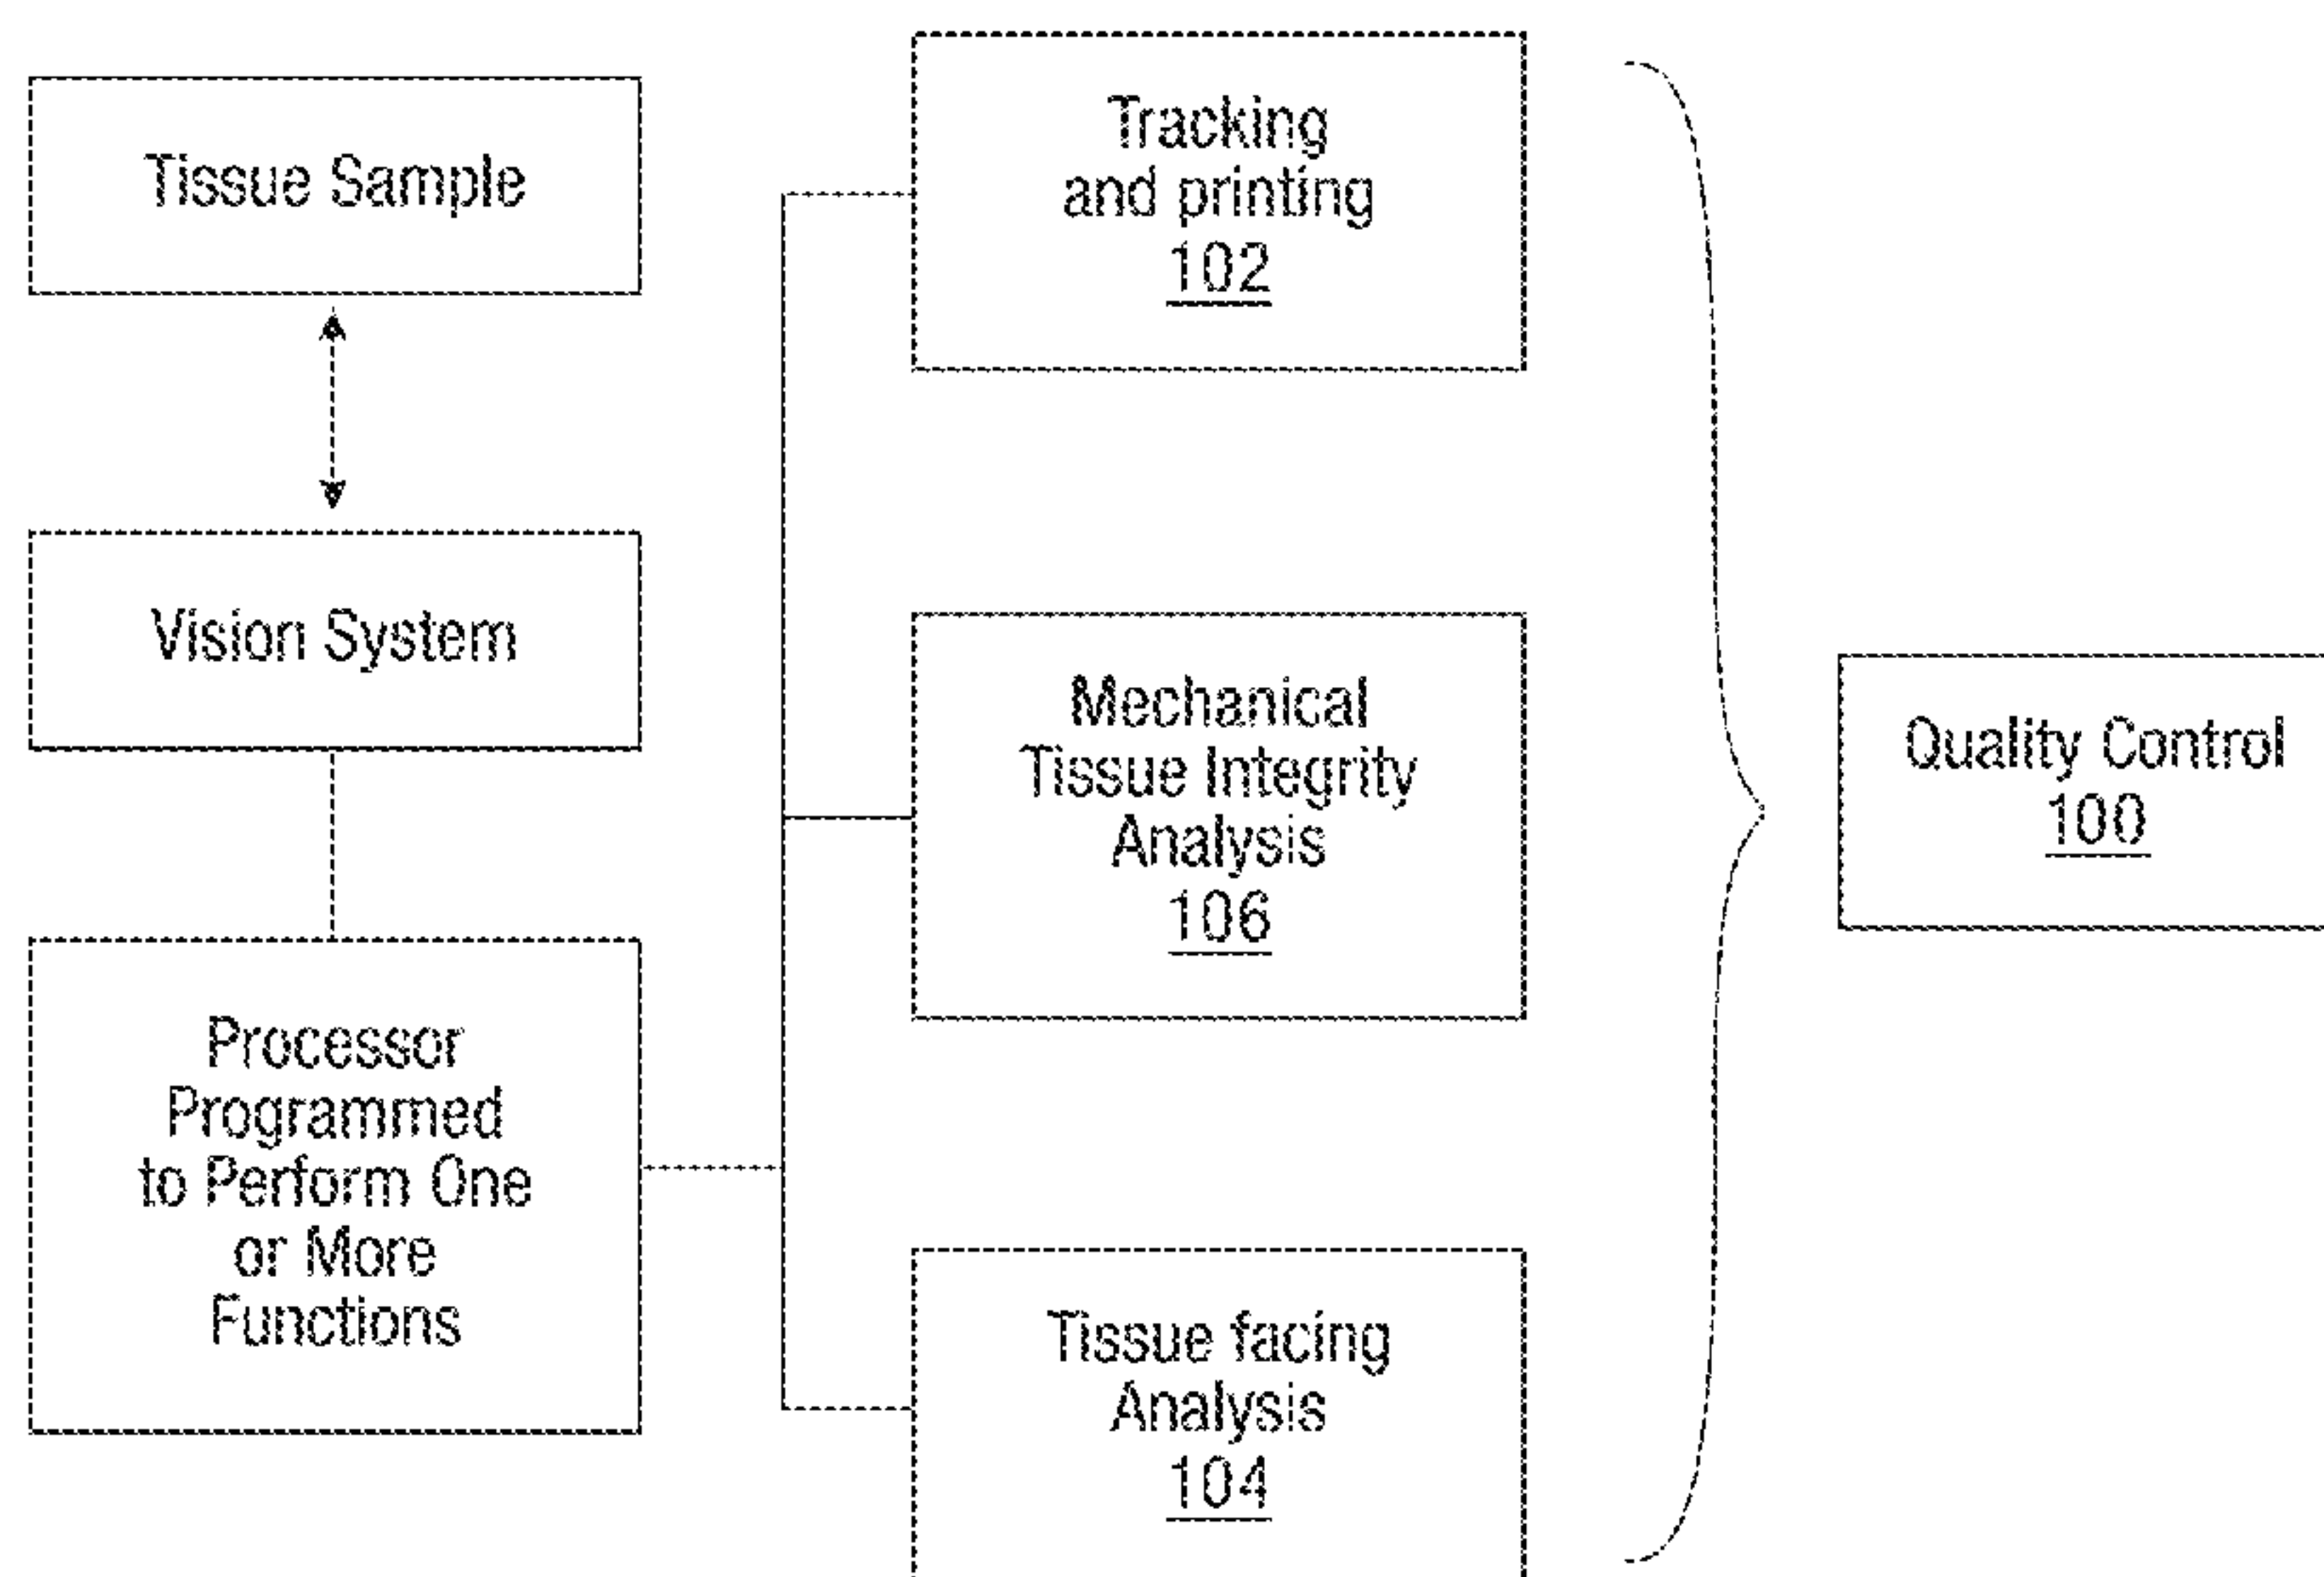 Tissue Sample
Vision System
Processor
Programmed
to Perform One
or More
Functions
Tracking
and printing
102
Mechanical
Tissue Integrity
Analysis
106
Tissue facing
Analysis
104
Quality Control
100